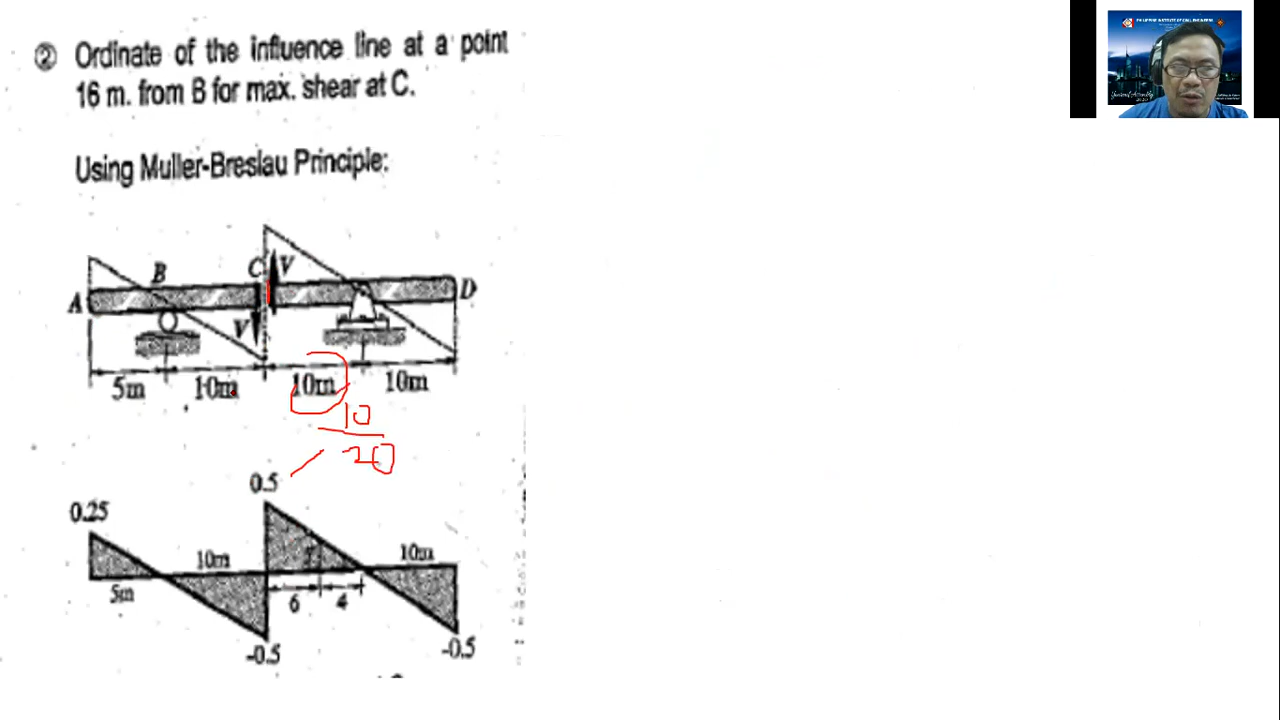 ② Ordinate of the influence line at a point
16 m. from B for max. shear at C.
Using Muller-Breslau Principle:
A B C V D
V
5m 10m 10m 10m
10
20
0.5
0.25
10m 10m
5m 6 4
-0.5 -0.5